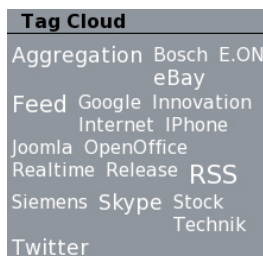 Tag Cloud
Aggregation Bosch E.ON
eBay
Feed Google Innovation
Internet IPhone
Joomla OpenOffice
Realtime Release RSS
Siemens Skype Stock
Technik
Twitter